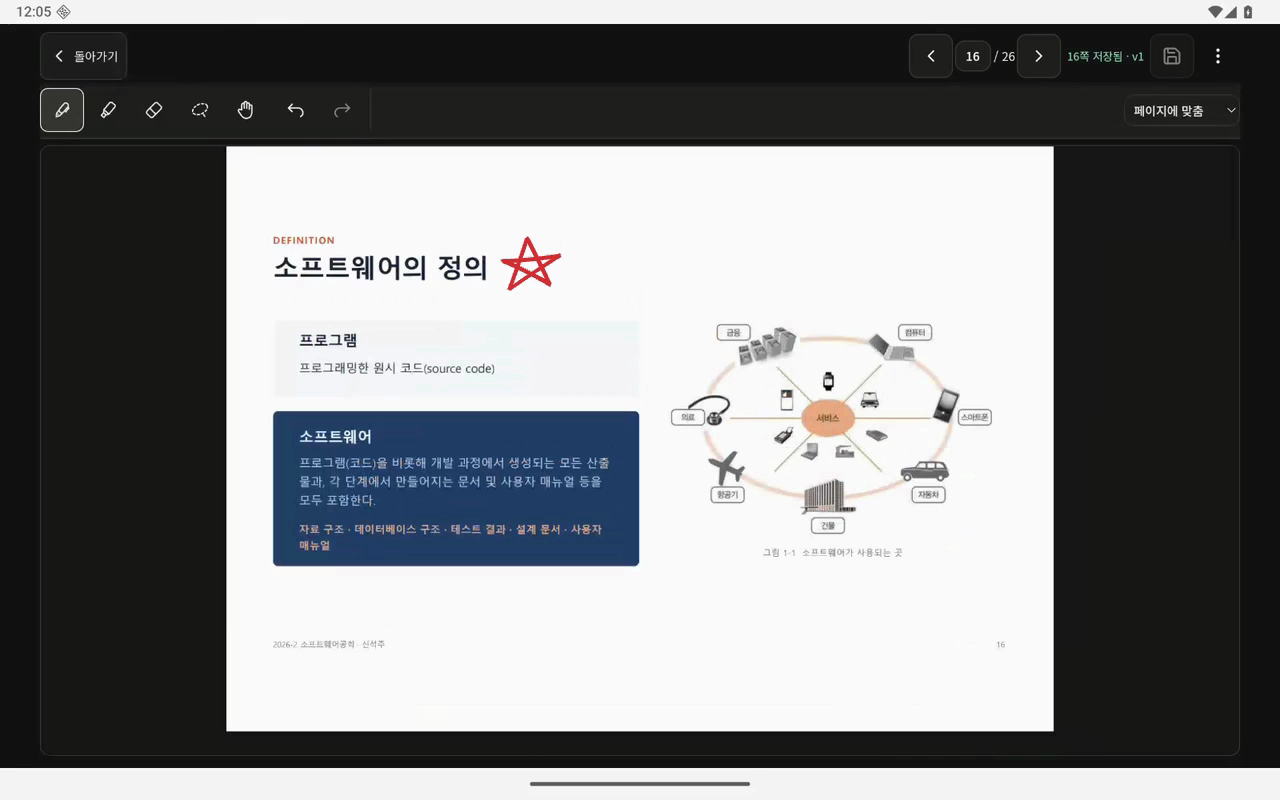 12:05
돌아가기
16 / 26
16쪽 저장됨 · v1
페이지에 맞춤
DEFINITION
소프트웨어의 정의
프로그램
프로그래밍한 원시 코드(source code)
소프트웨어
프로그램(코드)을 비롯해 개발 과정에서 생성되는 모든 산출
물과, 각 단계에서 만들어지는 문서 및 사용자 매뉴얼 등을
모두 포함한다.
자료 구조 · 데이터베이스 구조 · 테스트 결과 · 설계 문서 · 사용자
매뉴얼
금융
컴퓨터
의료
서비스
스마트폰
항공기
자동차
건물
그림 1-1 소프트웨어가 사용되는 곳
2026-2 소프트웨어공학 · 신석주
16